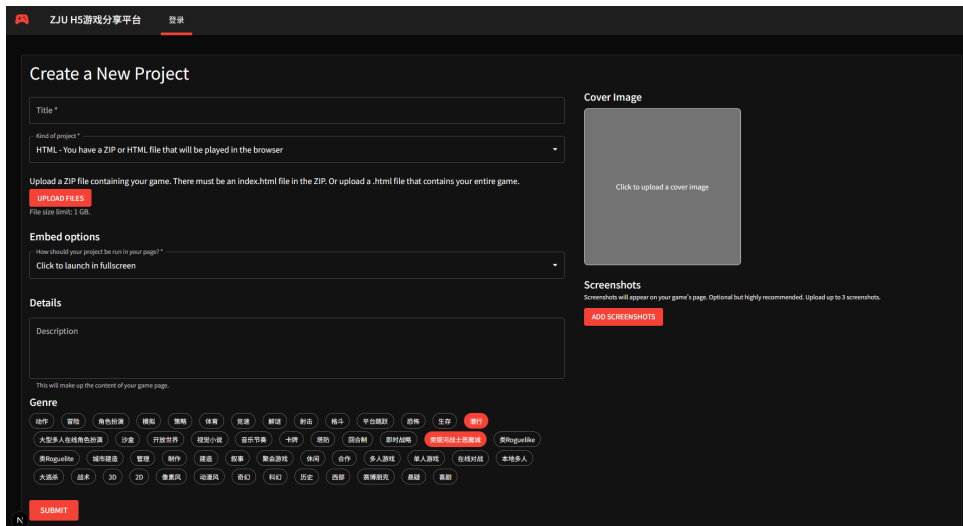 ZJU H5游戏分享平台 登录
Create a New Project
Title *
Kind of project *
HTML - You have a ZIP or HTML file that will be played in the browser
Upload a ZIP file containing your game. There must be an index.html file in the ZIP. Or upload a .html file that contains your entire game.
UPLOAD FILES
File size limit: 1 GB.
Embed options
How should your project be run in your page? *
Click to launch in fullscreen
Details
Description
This will make up the content of your game page.
Genre
动作 冒险 角色扮演 模拟 策略 体育 竞速 解谜 射击 格斗 平台跳跃 恐怖 生存 潜行
大型多人在线角色扮演 沙盒 开放世界 视觉小说 音乐节奏 卡牌 塔防 回合制 即时战略 类银河战士恶魔城 类Roguelike
类Roguelite 城市建造 管理 制作 建造 叙事 聚会游戏 休闲 合作 多人游戏 单人游戏 在线对战 本地多人
大逃杀 战术 3D 2D 像素风 动漫风 奇幻 科幻 历史 西部 赛博朋克 悬疑 喜剧
SUBMIT
N
Cover Image
Click to upload a cover image
Screenshots
Screenshots will appear on your game's page. Optional but highly recommended. Upload up to 3 screenshots.
ADD SCREENSHOTS